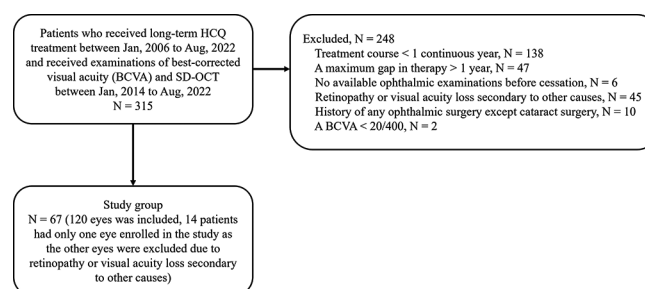 Patients who received long-term HCQ
treatment between Jan, 2006 to Aug, 2022
and received examinations of best-corrected
visual acuity (BCVA) and SD-OCT
between Jan, 2014 to Aug, 2022
N = 315
Excluded, N = 248
Treatment course < 1 continuous year, N = 138
A maximum gap in therapy > 1 year, N = 47
No available ophthalmic examinations before cessation, N = 6
Retinopathy or visual acuity loss secondary to other causes, N = 45
History of any ophthalmic surgery except cataract surgery, N = 10
A BCVA < 20/400, N = 2
Study group
N = 67 (120 eyes was included, 14 patients
had only one eye enrolled in the study as
the other eyes were excluded due to
retinopathy or visual acuity loss secondary
to other causes)